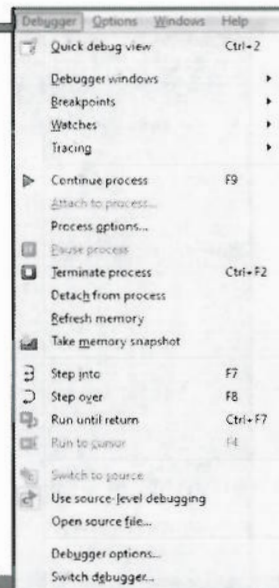 Debugger Options Windows Help
Quick debug view Ctrl+2
Debugger windows
Breakpoints
Watches
Tracing
Continue process F9
Attach to process...
Process options...
Pause process
Terminate process Ctrl+F2
Detach from process
Refresh memory
Take memory snapshot
Step into F7
Step over F8
Run until return Ctrl+F7
Run to cursor F4
Switch to source
Use source-level debugging
Open source file...
Debugger options...
Switch debugger...